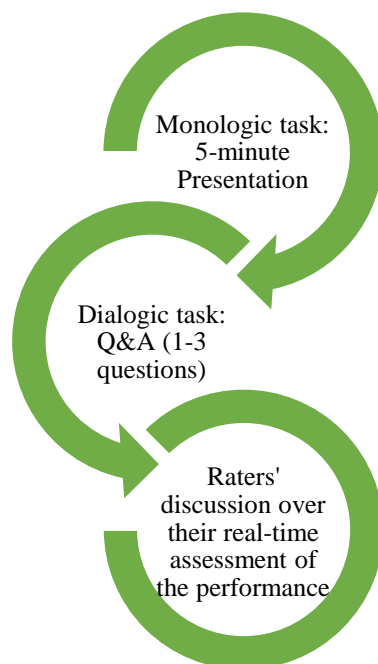 Monologic task:
5-minute
Presentation
Dialogic task:
Q&A (1-3
questions)
Raters'
discussion over
their real-time
assessment of
the performance